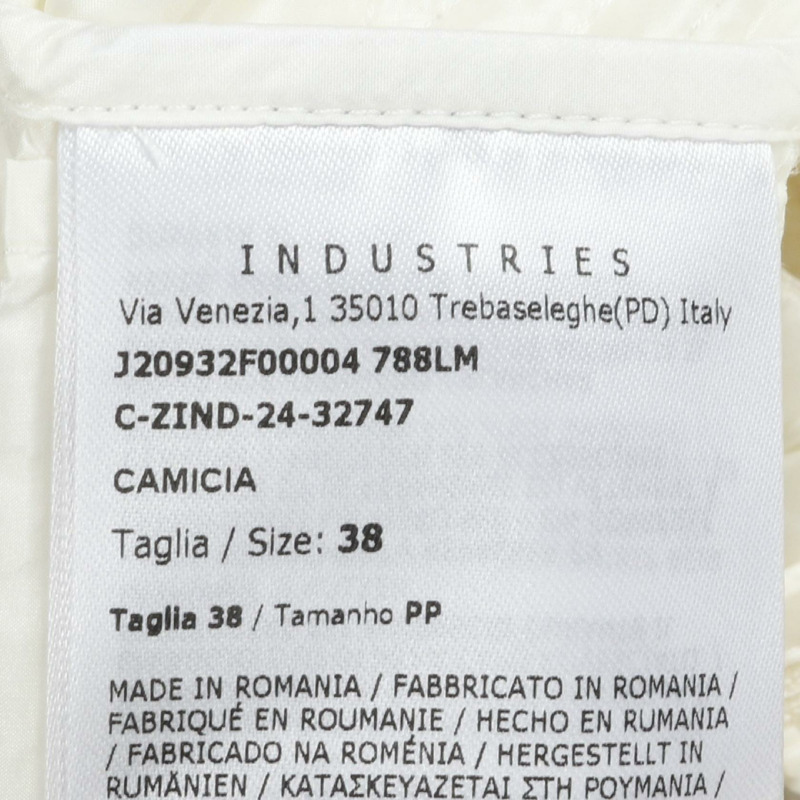 INDUSTRIES
Via Venezia,1 35010 Trebaseleghe(PD) Italy
J20932F00004 788LM
C-ZIND-24-32747
CAMICIA
Taglia / Size: 38
Taglia 38 / Tamanho PP
MADE IN ROMANIA / FABBRICATO IN ROMANIA /
FABRIQUÉ EN ROUMANIE / HECHO EN RUMANIA
/ FABRICADO NA ROMÉNIA / HERGESTELLT IN
RUMÄNIEN / ΚΑΤΑΣΚΕΥΑΖΕΤΑΙ ΣΤΗ ΡΟΥΜΑΝΙΑ /